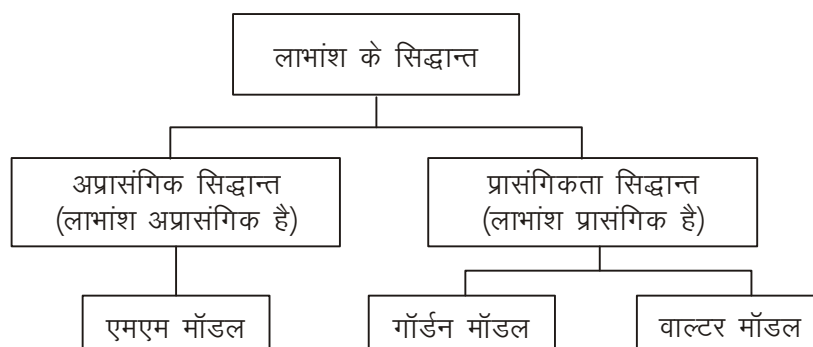 लाभांश के सिद्धान्त
अप्रासंगिक सिद्धान्त
(लाभांश अप्रासंगिक है)
प्रासंगिकता सिद्धान्त
(लाभांश प्रासंगिक है)
एमएम मॉडल
गॉर्डन मॉडल
वाल्टर मॉडल